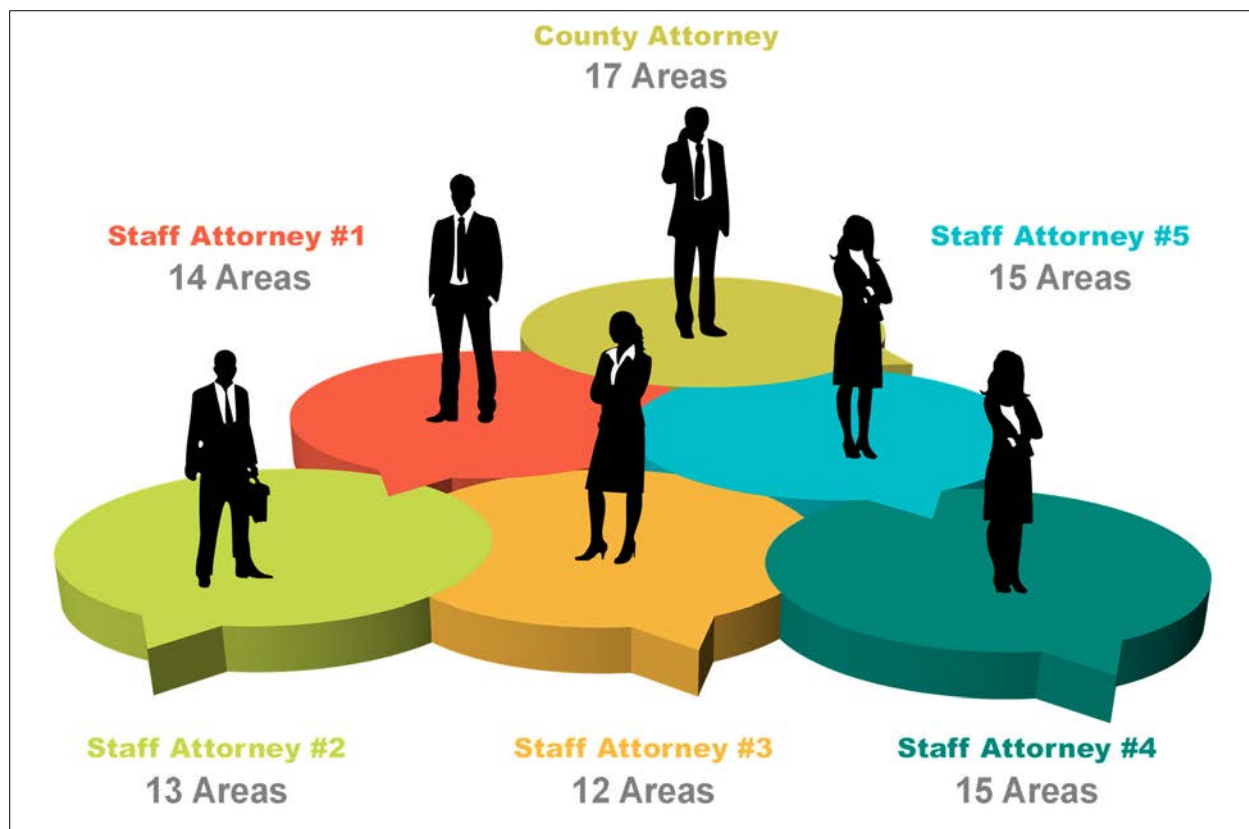 County Attorney
17 Areas
Staff Attorney #1
14 Areas
Staff Attorney #5
15 Areas
Staff Attorney #2
13 Areas
Staff Attorney #3
12 Areas
Staff Attorney #4
15 Areas